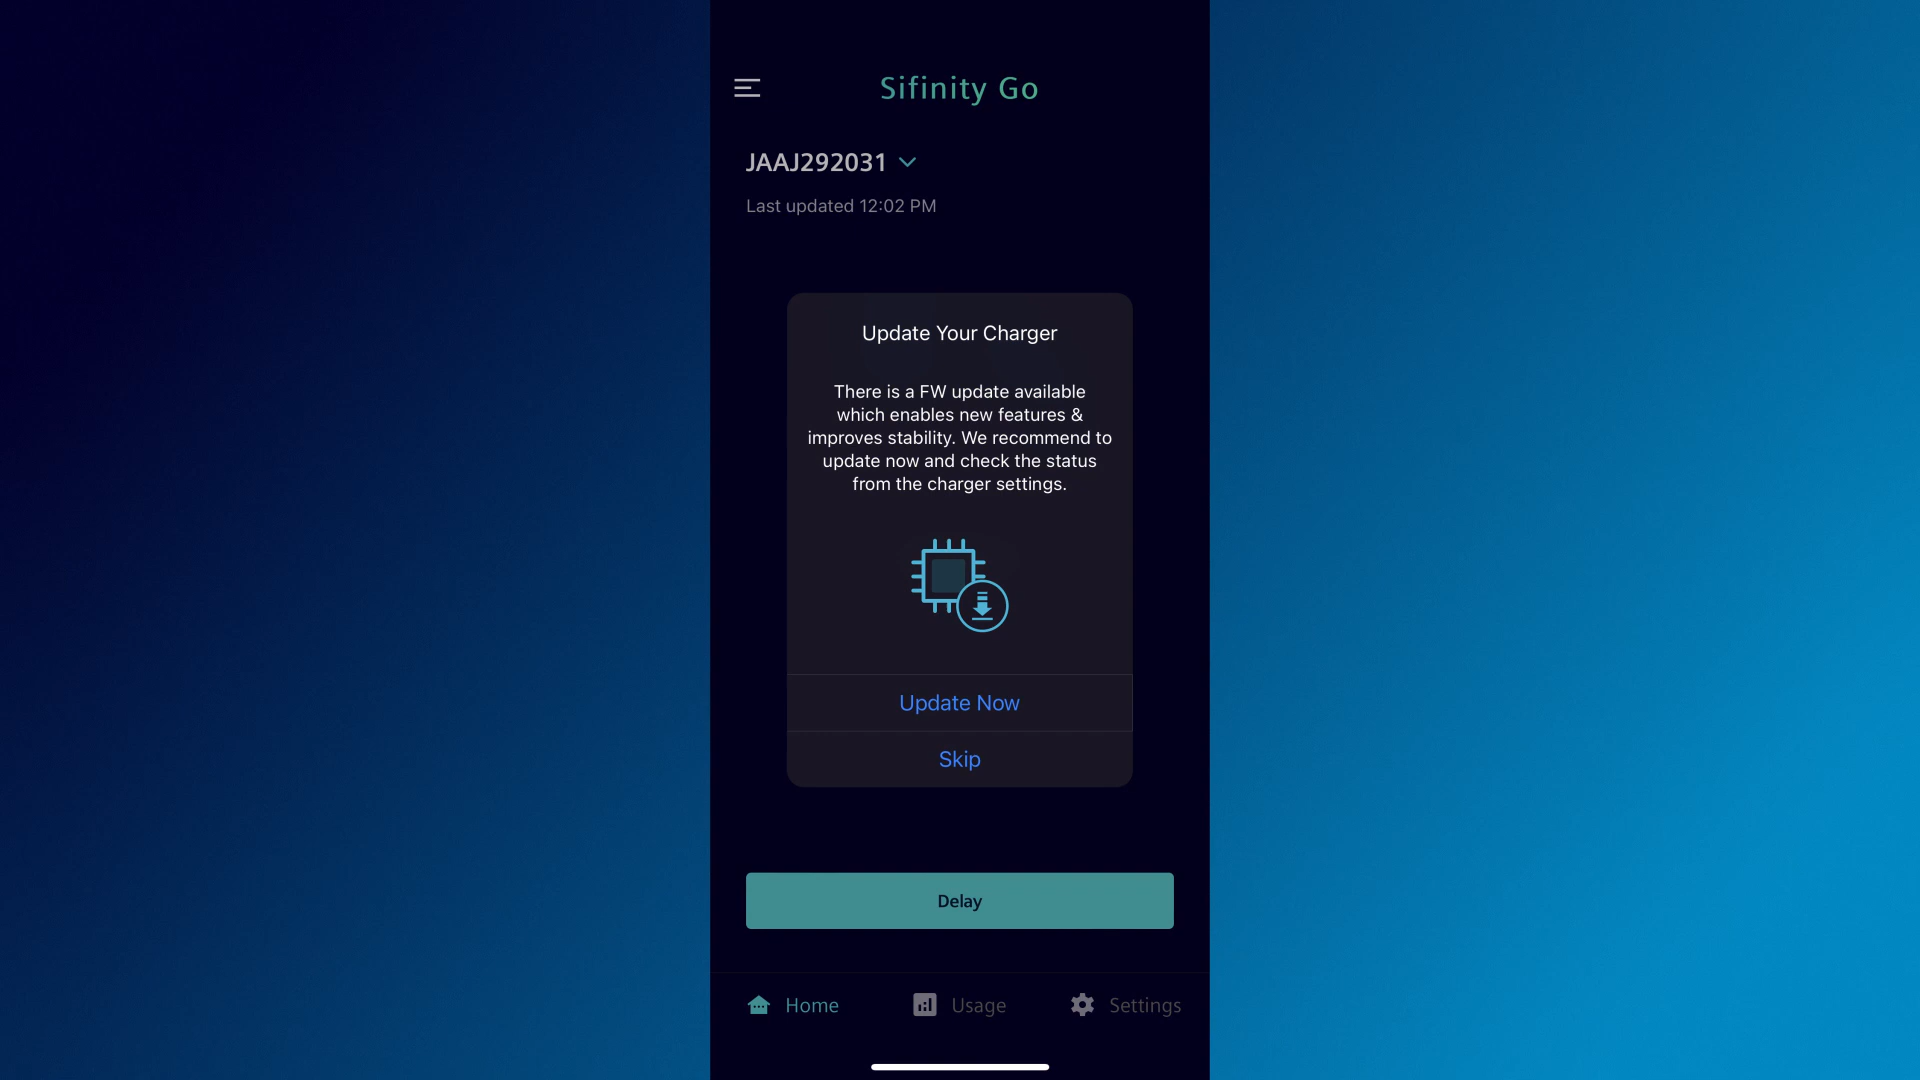 Sifinity Go
JAAJ292031
Last updated 12:02 PM
Update Your Charger
There is a FW update available
which enables new features &
improves stability. We recommend to
update now and check the status
from the charger settings.
Update Now
Skip
Delay
Home
Usage
Settings